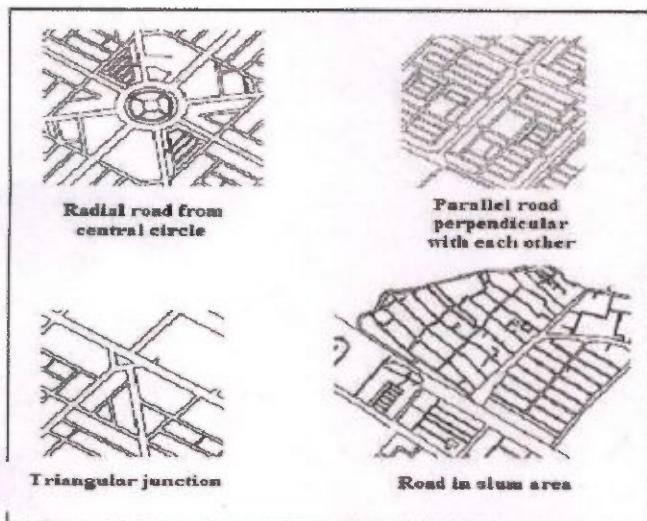 Radial road from
central circle
Parallel road
perpendicular
with each other
Triangular junction
Road in slum area